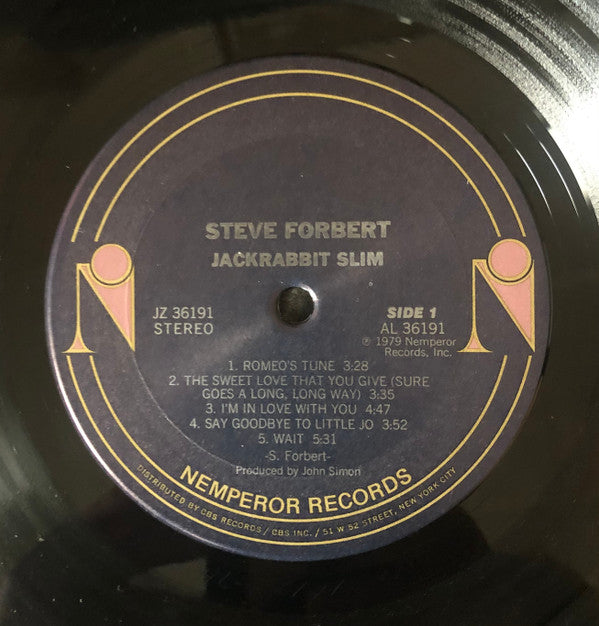 STEVE FORBERT
JACKRABBIT SLIM
JZ 36191
STEREO
SIDE 1
AL 36191
℗ 1979 Nemperor
Records, Inc.
1. ROMEO'S TUNE 3:28
2. THE SWEET LOVE THAT YOU GIVE (SURE
GOES A LONG, LONG WAY) 3:35
3. I'M IN LOVE WITH YOU 4:47
4. SAY GOODBYE TO LITTLE JO 3:52
5. WAIT 5:31
-S. Forbert-
Produced by John Simon
NEMPEROR RECORDS
DISTRIBUTED BY CBS RECORDS / CBS INC. / 51 W. 52 STREET, NEW YORK CITY